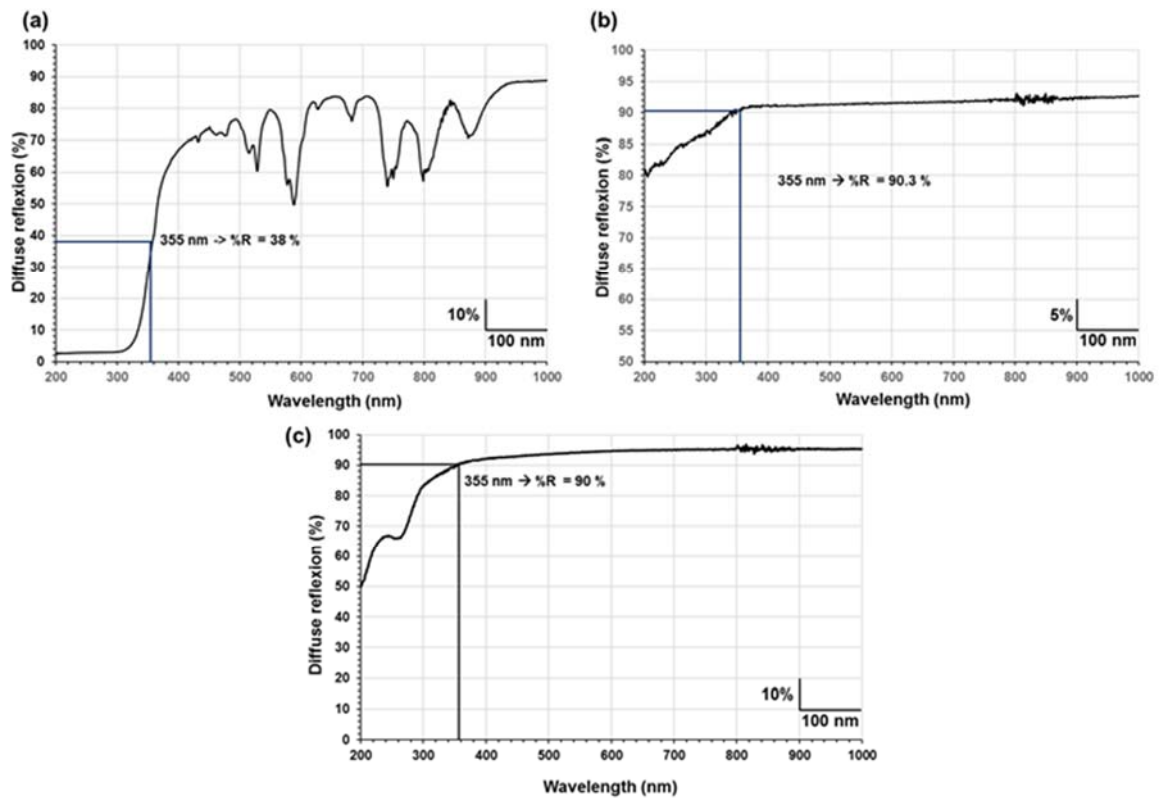 (a)
100
90
80
70
60
50
40
30
20
10
0
Diffuse reflexion (%)
355 nm -> %R = 38 %
10%
100 nm
200 300 400 500 600 700 800 900 1000
Wavelength (nm)
(b)
100
95
90
85
80
75
70
65
60
55
50
Diffuse reflexion (%)
355 nm → %R = 90.3 %
5%
100 nm
200 300 400 500 600 700 800 900 1000
Wavelength (nm)
(c)
100
90
80
70
60
50
40
30
20
10
0
Diffuse reflexion (%)
355 nm → %R = 90 %
10%
100 nm
200 300 400 500 600 700 800 900 1000
Wavelength (nm)